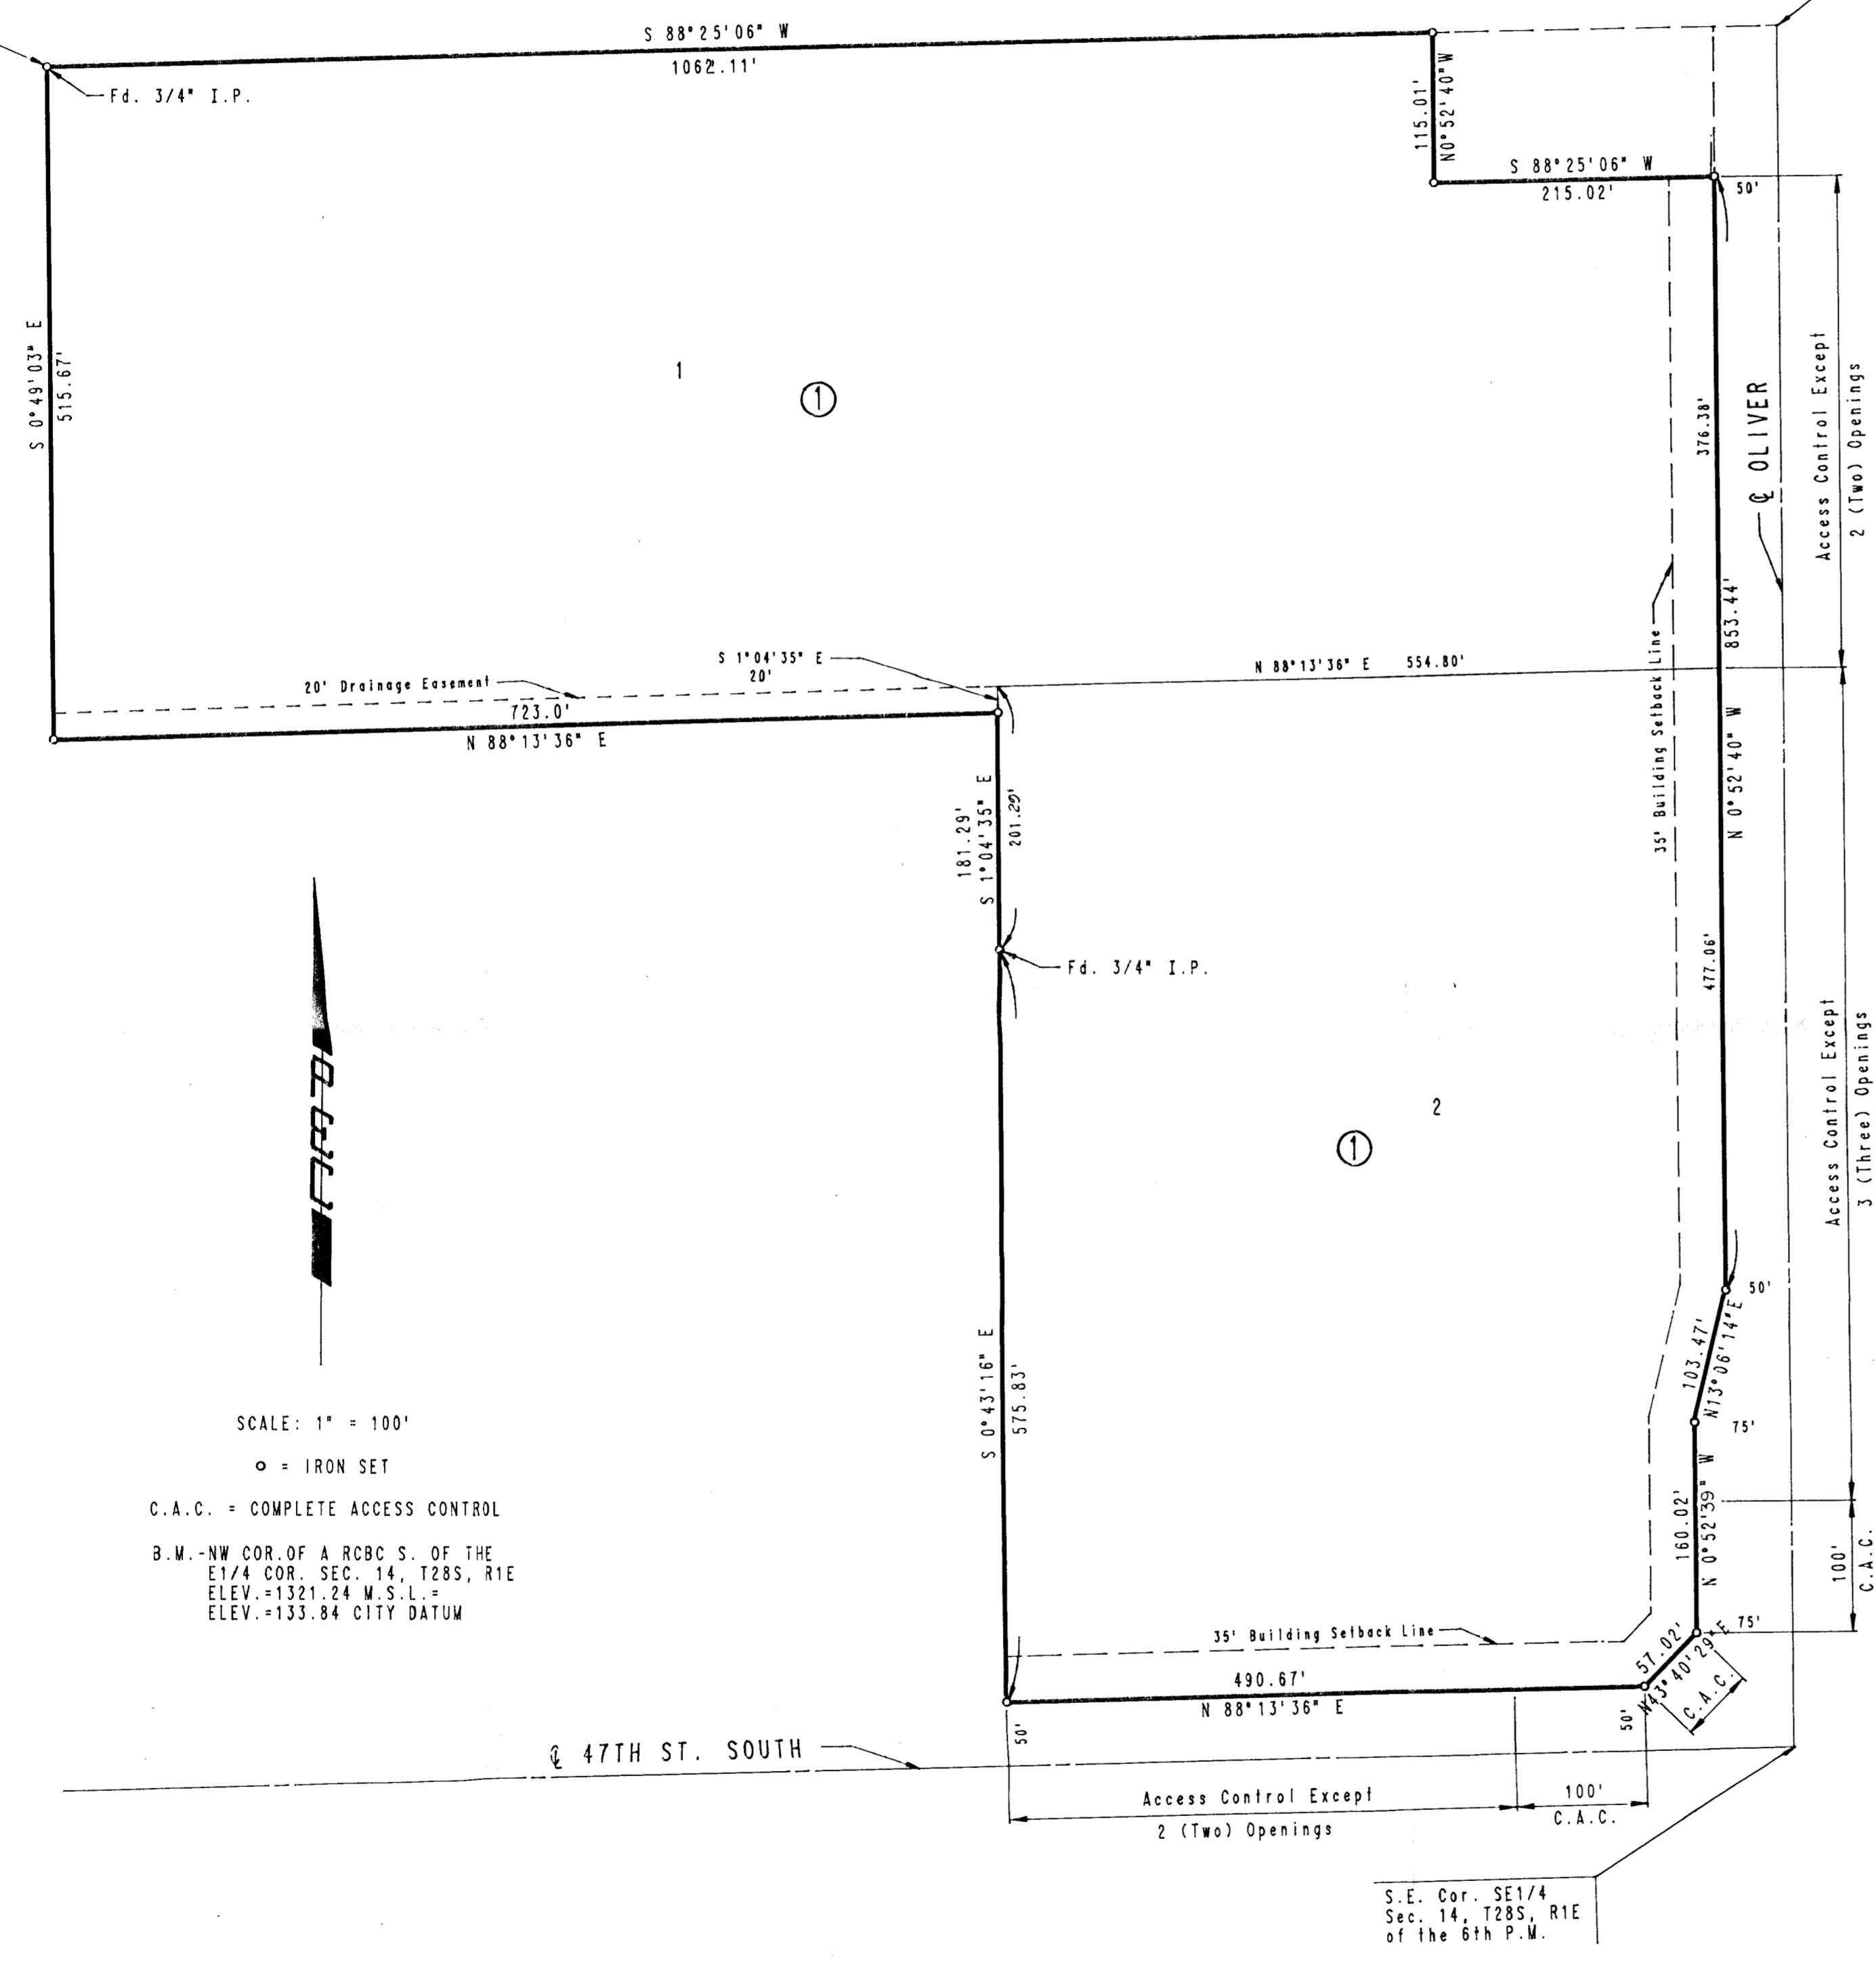 S 88°25'06" W
1062.11'
Fd. 3/4" I.P.
115.01'
N0°52'40"W
S 88°25'06" W
215.02'
50'
S 0°49'03" E
515.67'
1
1
376.38'
℄ OLIVER
Access Control Except
2 (Two) Openings
35' Building Setback Line
853.44'
N 0°52'40" W
S 1°04'35" E
20'
N 88°13'36" E 554.80'
20' Drainage Easement
723.0'
N 88°13'36" E
181.29'
S 1°04'35" E
201.29'
Fd. 3/4" I.P.
477.06'
Access Control Except
3 (Three) Openings
2
1
50'
103.47'
N13°06'14"E
75'
S 0°43'16" E
575.83'
160.02'
N 0°52'39" W
100'
C.A.C.
SCALE: 1" = 100'
o = IRON SET
C.A.C. = COMPLETE ACCESS CONTROL
B.M.-NW COR.OF A RCBC S. OF THE
E1/4 COR. SEC. 14, T28S, R1E
ELEV.=1321.24 M.S.L.=
ELEV.=133.84 CITY DATUM
75'
35' Building Setback Line
57.02'
N43°40'29"E
C.A.C.
490.67'
N 88°13'36" E
50'
50'
℄ 47TH ST. SOUTH
Access Control Except
2 (Two) Openings
100'
C.A.C.
S.E. Cor. SE1/4
Sec. 14, T28S, R1E
of the 6th P.M.